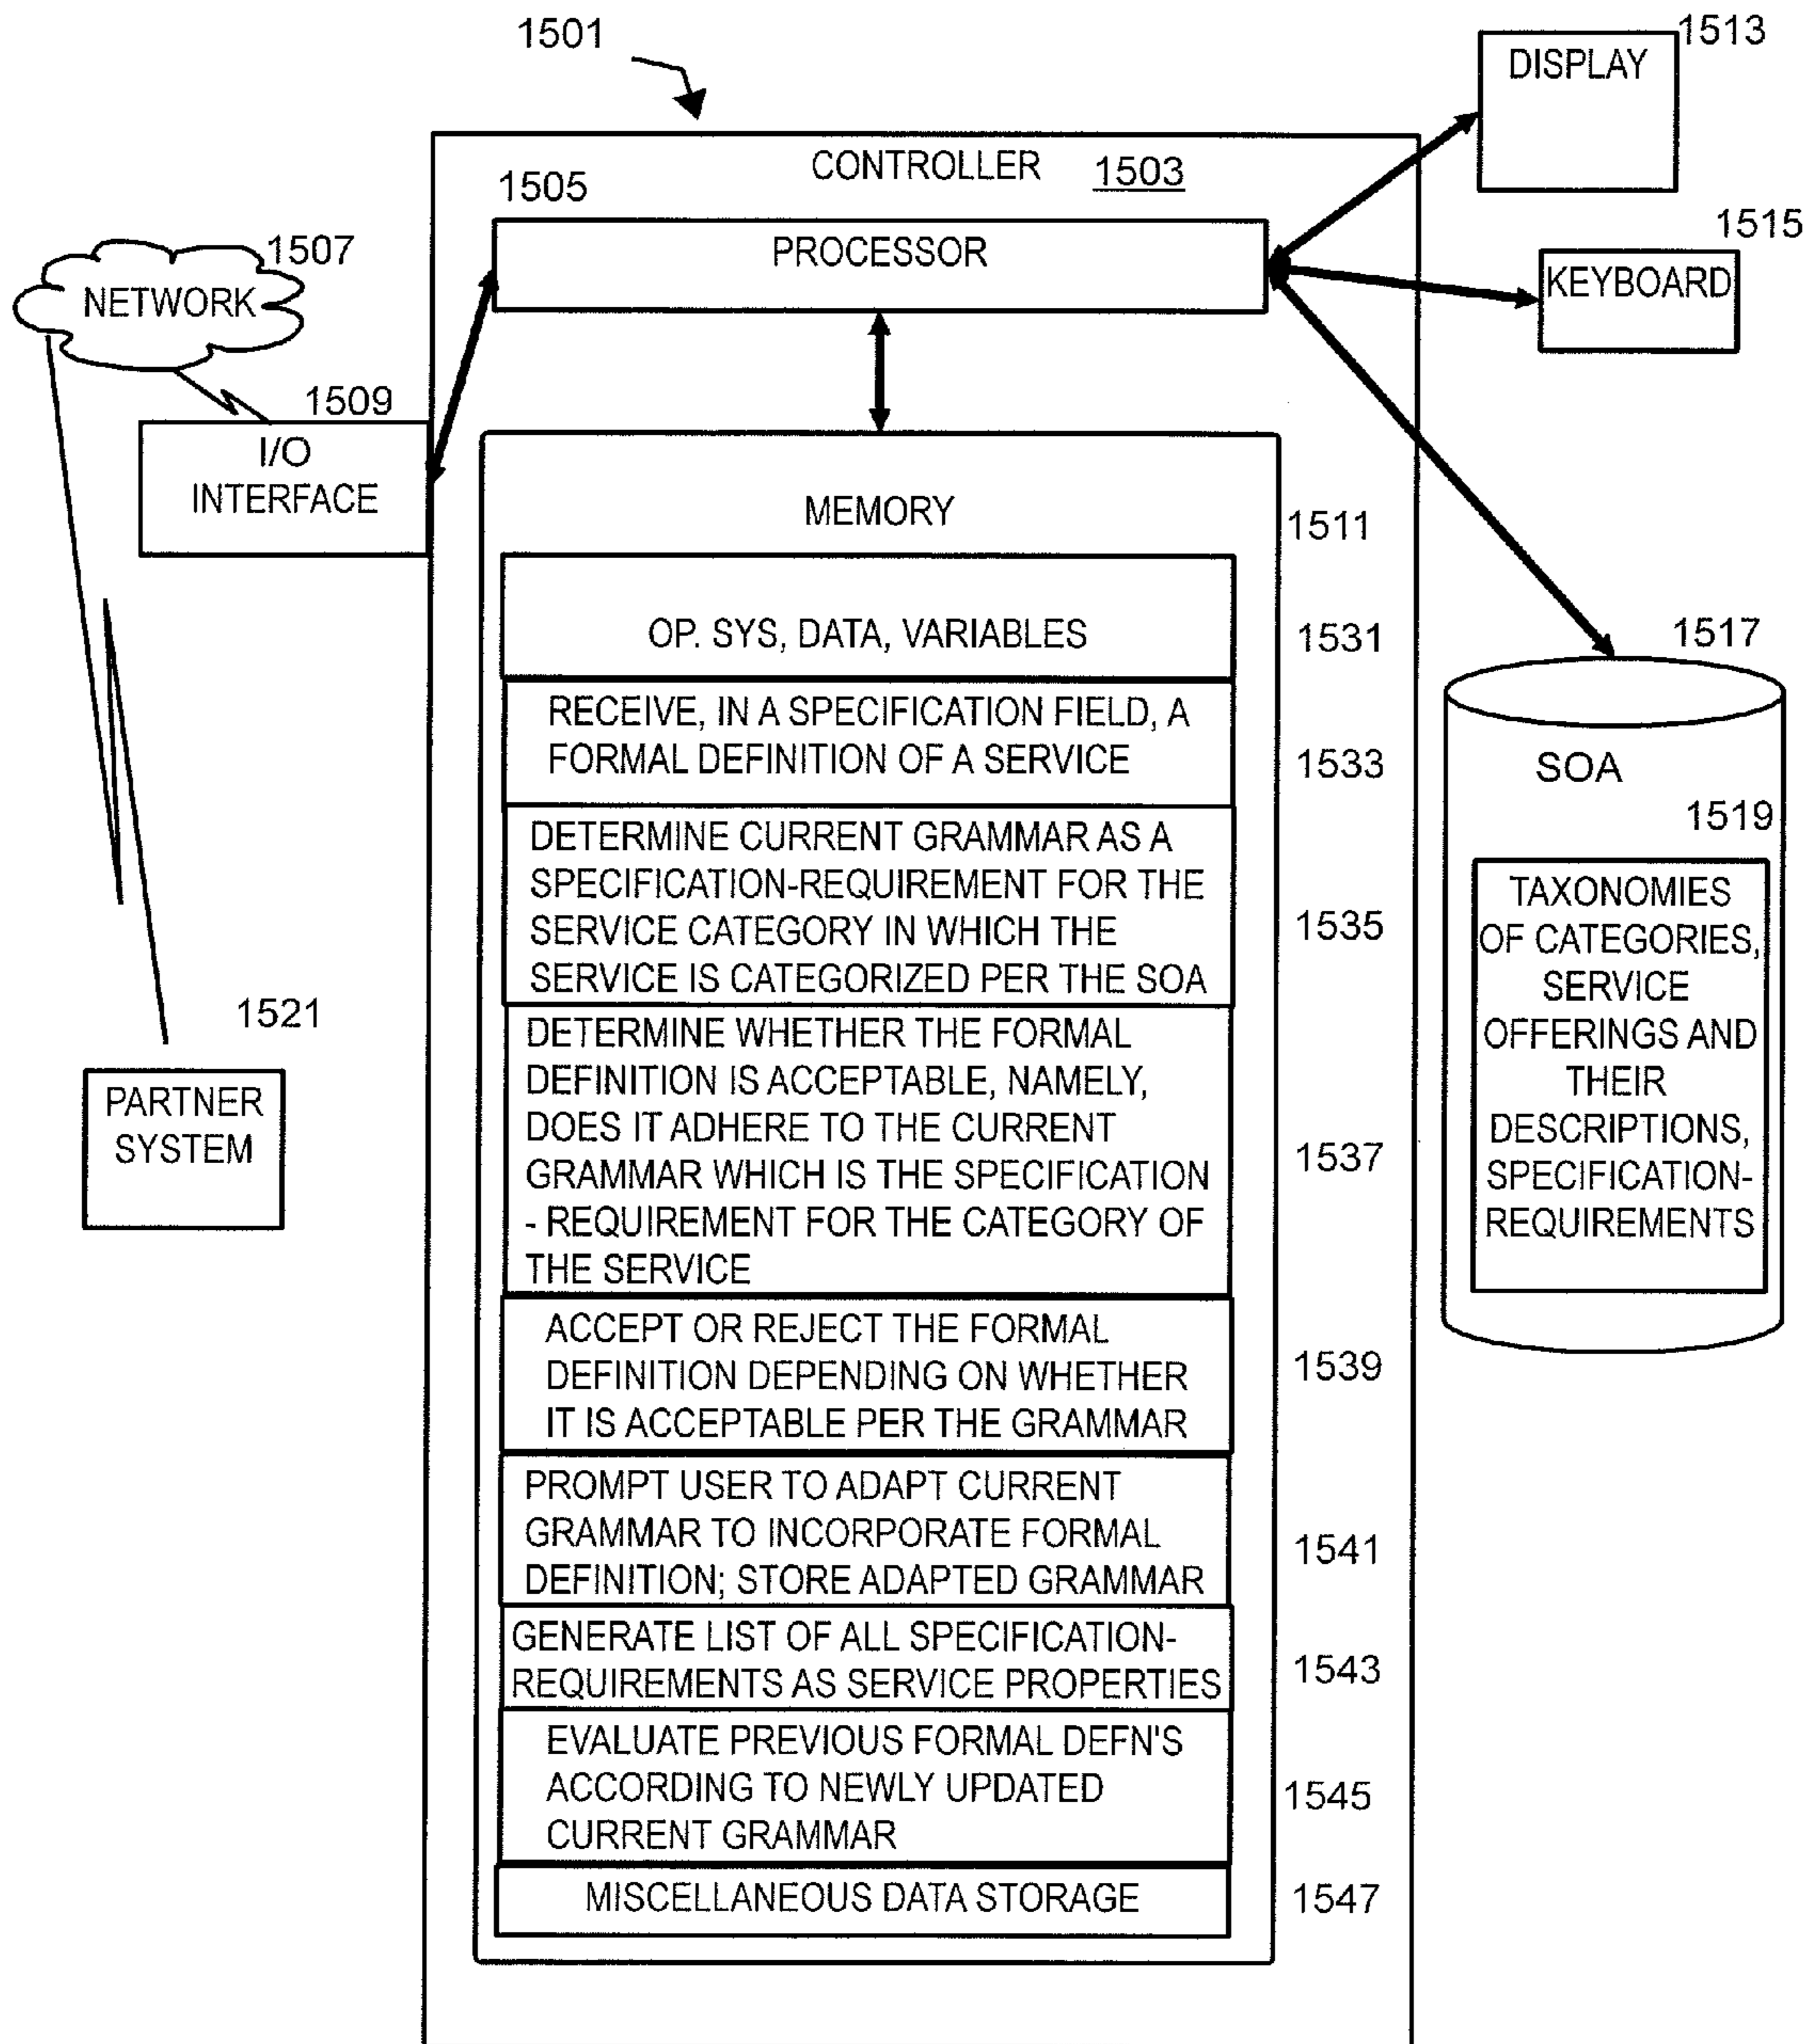 1501
1513
DISPLAY
CONTROLLER 1503
1505
PROCESSOR
1515
KEYBOARD
1507
NETWORK
1509
I/O
INTERFACE
MEMORY
1511
OP. SYS, DATA, VARIABLES
1531
RECEIVE, IN A SPECIFICATION FIELD, A
FORMAL DEFINITION OF A SERVICE
1533
DETERMINE CURRENT GRAMMAR AS A
SPECIFICATION-REQUIREMENT FOR THE
SERVICE CATEGORY IN WHICH THE
SERVICE IS CATEGORIZED PER THE SOA
1535
DETERMINE WHETHER THE FORMAL
DEFINITION IS ACCEPTABLE, NAMELY,
DOES IT ADHERE TO THE CURRENT
GRAMMAR WHICH IS THE SPECIFICATION
- REQUIREMENT FOR THE CATEGORY OF
THE SERVICE
1537
ACCEPT OR REJECT THE FORMAL
DEFINITION DEPENDING ON WHETHER
IT IS ACCEPTABLE PER THE GRAMMAR
1539
PROMPT USER TO ADAPT CURRENT
GRAMMAR TO INCORPORATE FORMAL
DEFINITION; STORE ADAPTED GRAMMAR
1541
GENERATE LIST OF ALL SPECIFICATION-
REQUIREMENTS AS SERVICE PROPERTIES
1543
EVALUATE PREVIOUS FORMAL DEFN'S
ACCORDING TO NEWLY UPDATED
CURRENT GRAMMAR
1545
MISCELLANEOUS DATA STORAGE
1547
1517
SOA
1519
TAXONOMIES
OF CATEGORIES,
SERVICE
OFFERINGS AND
THEIR
DESCRIPTIONS,
SPECIFICATION-
REQUIREMENTS
1521
PARTNER
SYSTEM